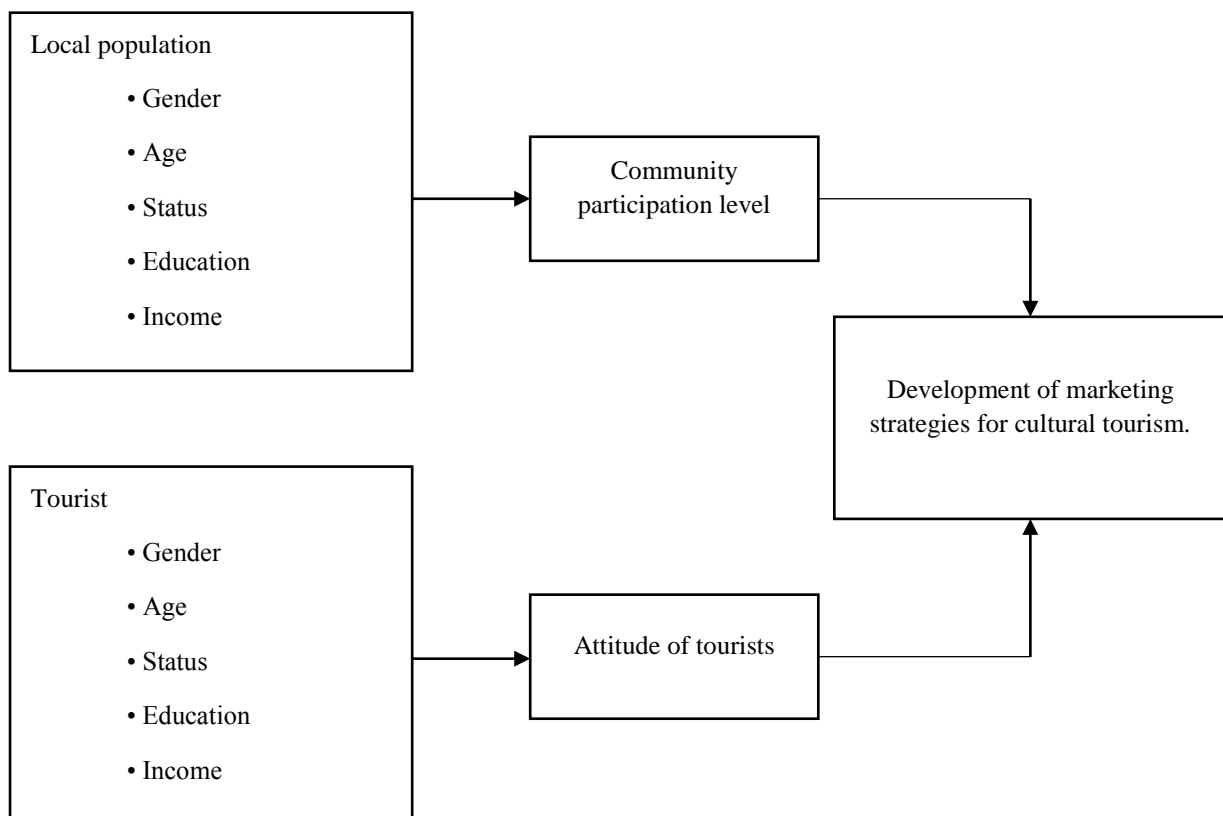 Local population
• Gender
• Age
• Status
• Education
• Income
Community
participation level
Development of marketing
strategies for cultural tourism.
Tourist
• Gender
• Age
• Status
• Education
• Income
Attitude of tourists